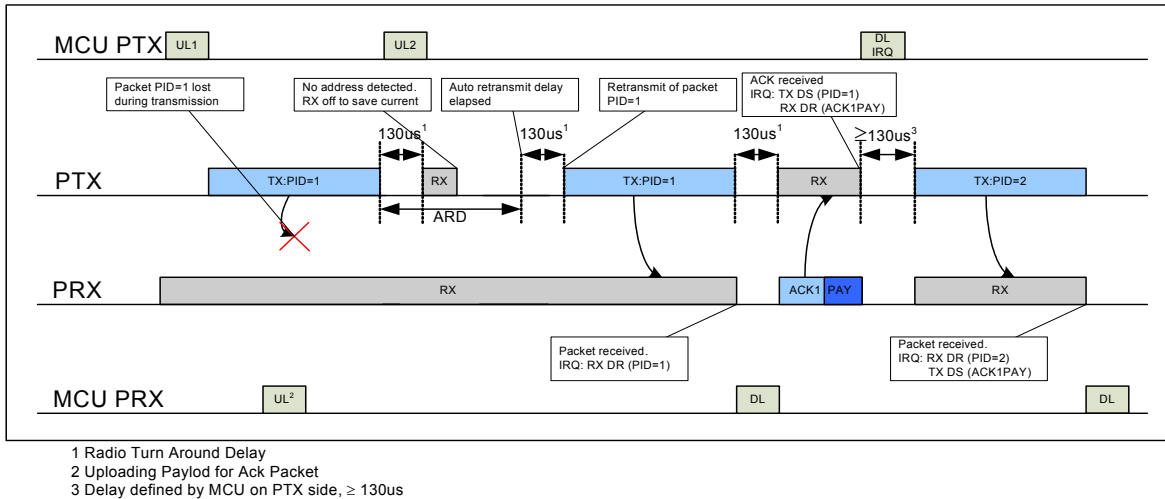 MCU PTX
UL1
UL2
DL
IRQ
Packet PID=1 lost
during transmission
No address detected.
RX off to save current
Auto retransmit delay
elapsed
Retransmit of packet
PID=1
ACK received
IRQ: TX DS (PID=1)
RX DR (ACK1PAY)
130us¹
130us¹
130us¹
≥130us³
PTX
TX:PID=1
RX
TX:PID=1
RX
TX:PID=2
ARD
PRX
RX
ACK1
PAY
RX
Packet received.
IRQ: RX DR (PID=1)
Packet received.
IRQ: RX DR (PID=2)
TX DS (ACK1PAY)
MCU PRX
UL²
DL
DL
1 Radio Turn Around Delay
2 Uploading Paylod for Ack Packet
3 Delay defined by MCU on PTX side, ≥ 130us